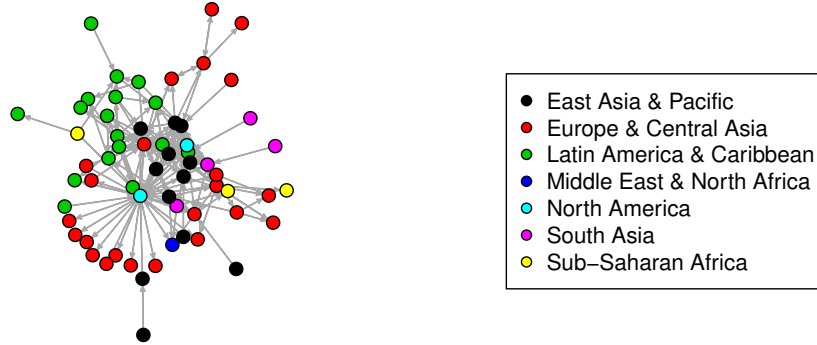 East Asia & Pacific
Europe & Central Asia
Latin America & Caribbean
Middle East & North Africa
North America
South Asia
Sub−Saharan Africa